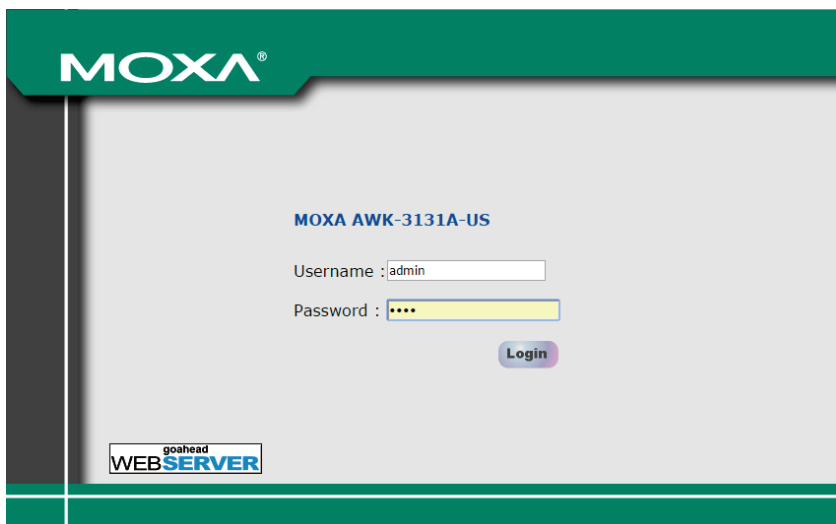 MOXA®
MOXA AWK-3131A-US
Username : admin
Password : ••••
Login
goahead
WEBSERVER